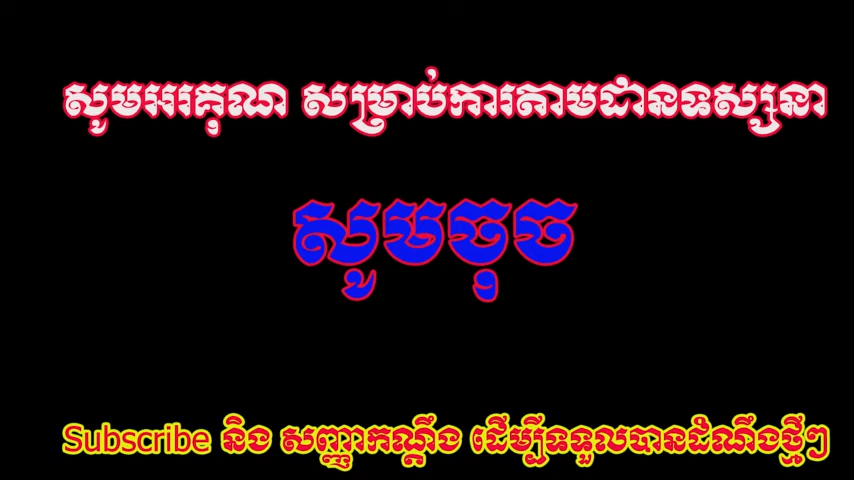 សូមអរគុណ សម្រាប់ការតាមដានទស្សនា
សូមចុច
Subscribe និង សញ្ញាកណ្ដឹង ដើម្បីទទួលបានដំណឹងថ្មីៗ